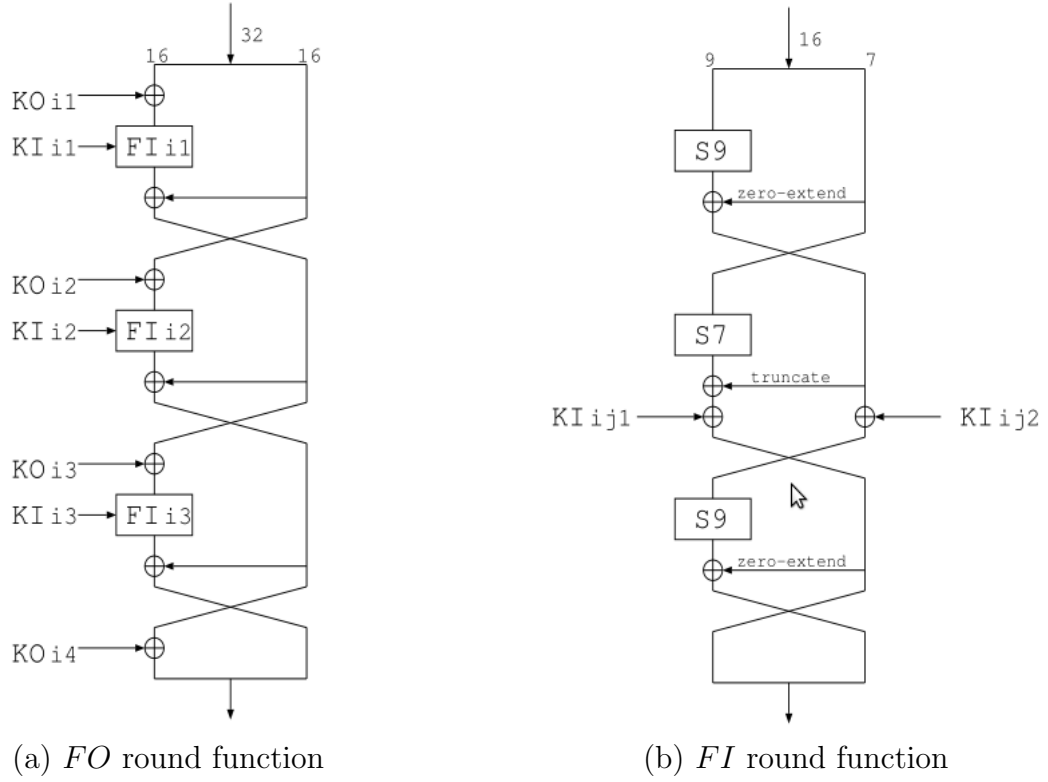 32
16 16
KOi1
KIi1 FIi1
KOi2
KIi2 FIi2
KOi3
KIi3 FIi3
KOi4
(a) FO round function
16
9 7
S9
zero-extend
S7
truncate
KIij1 KIij2
S9
zero-extend
(b) FI round function